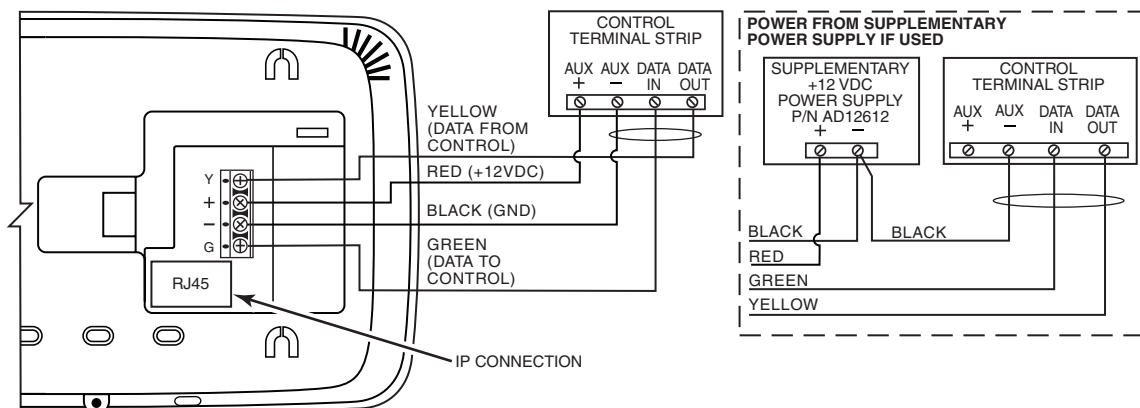 CONTROL
TERMINAL STRIP
AUX AUX DATA DATA
+ − IN OUT
YELLOW
(DATA FROM
CONTROL)
RED (+12VDC)
BLACK (GND)
GREEN
(DATA TO
CONTROL)
Y
+
−
G
RJ45
IP CONNECTION
POWER FROM SUPPLEMENTARY
POWER SUPPLY IF USED
SUPPLEMENTARY
+12 VDC
POWER SUPPLY
P/N AD12612
+ −
CONTROL
TERMINAL STRIP
AUX AUX DATA DATA
+ − IN OUT
BLACK BLACK
RED
GREEN
YELLOW